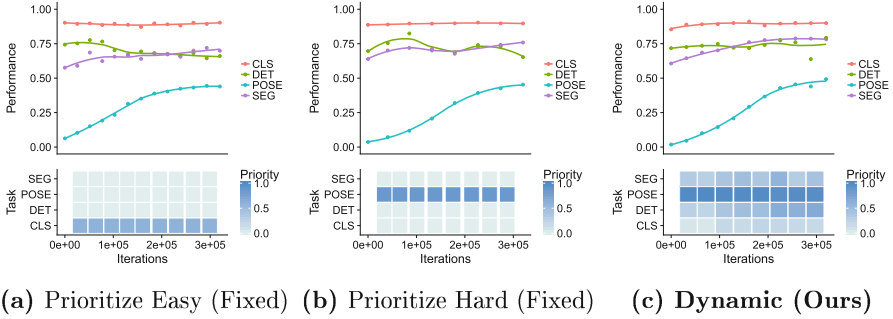 1.00
0.75
0.50
0.25
0.00
Performance
CLS
DET
POSE
SEG
SEG
POSE
DET
CLS
Task
Priority
1.0
0.5
0.0
0e+00 1e+05 2e+05 3e+05
Iterations
(a) Prioritize Easy (Fixed)
1.00
0.75
0.50
0.25
0.00
Performance
CLS
DET
POSE
SEG
SEG
POSE
DET
CLS
Task
Priority
1.0
0.5
0.0
0e+00 1e+05 2e+05 3e+05
Iterations
(b) Prioritize Hard (Fixed)
1.00
0.75
0.50
0.25
0.00
Performance
CLS
DET
POSE
SEG
SEG
POSE
DET
CLS
Task
Priority
1.0
0.5
0.0
0e+00 1e+05 2e+05 3e+05
Iterations
(c) Dynamic (Ours)